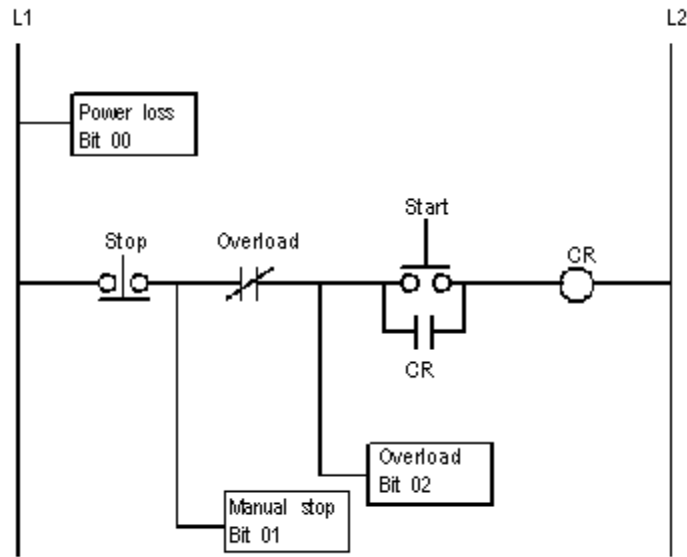 L1
L2
Power loss
Bit 00
Start
Stop
Overload
CR
CR
Overload
Bit 02
Manual stop
Bit 01